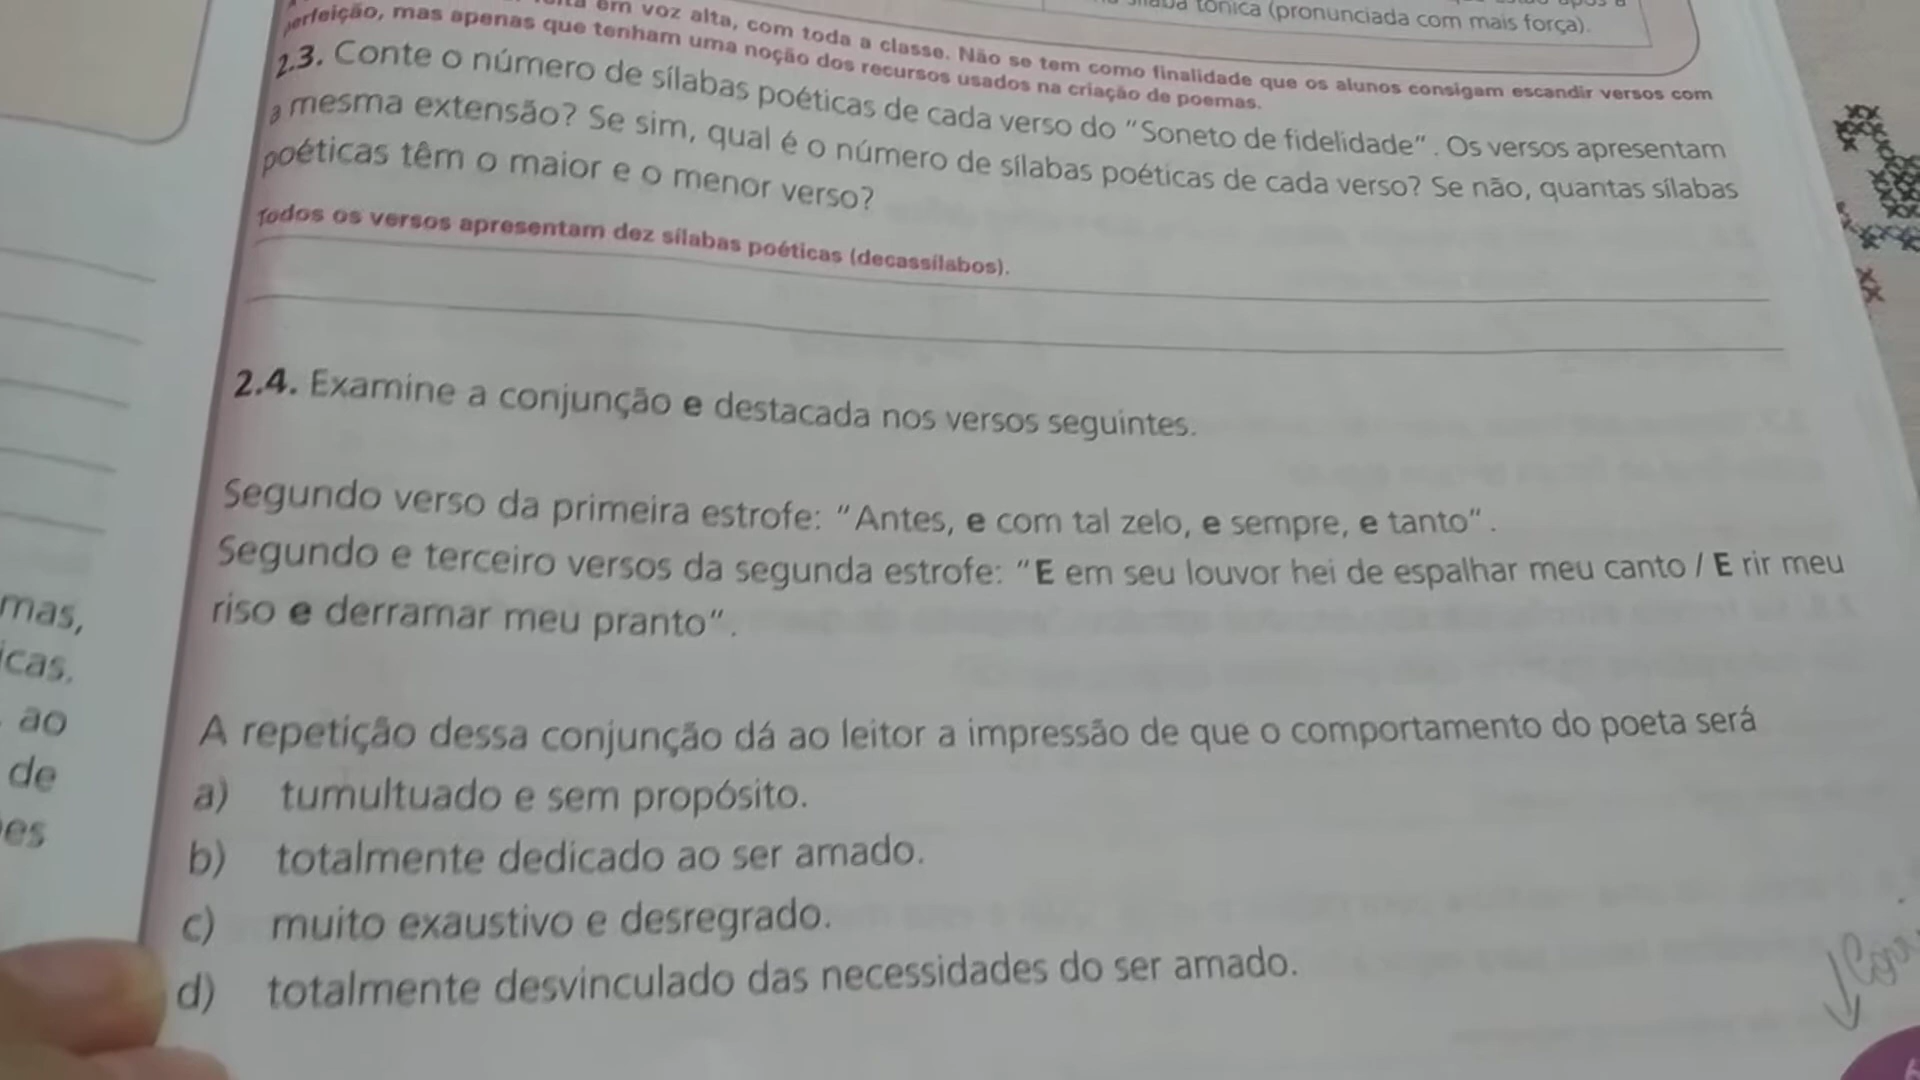 em voz alta, com toda a classe. Não se tem como finalidade que os alunos consigam escandir versos com
perfeição, mas apenas que tenham uma noção dos recursos usados na criação de poemas.
tônica (pronunciada com mais força).
2.3. Conte o número de sílabas poéticas de cada verso do "Soneto de fidelidade". Os versos apresentam
a mesma extensão? Se sim, qual é o número de sílabas poéticas de cada verso? Se não, quantas sílabas
poéticas têm o maior e o menor verso?
Todos os versos apresentam dez sílabas poéticas (decassílabos).
2.4. Examine a conjunção e destacada nos versos seguintes.
Segundo verso da primeira estrofe: "Antes, e com tal zelo, e sempre, e tanto".
Segundo e terceiro versos da segunda estrofe: "E em seu louvor hei de espalhar meu canto / E rir meu
riso e derramar meu pranto".
A repetição dessa conjunção dá ao leitor a impressão de que o comportamento do poeta será
a) tumultuado e sem propósito.
b) totalmente dedicado ao ser amado.
c) muito exaustivo e desregrado.
d) totalmente desvinculado das necessidades do ser amado.
mas,
icas.
ao
de
es